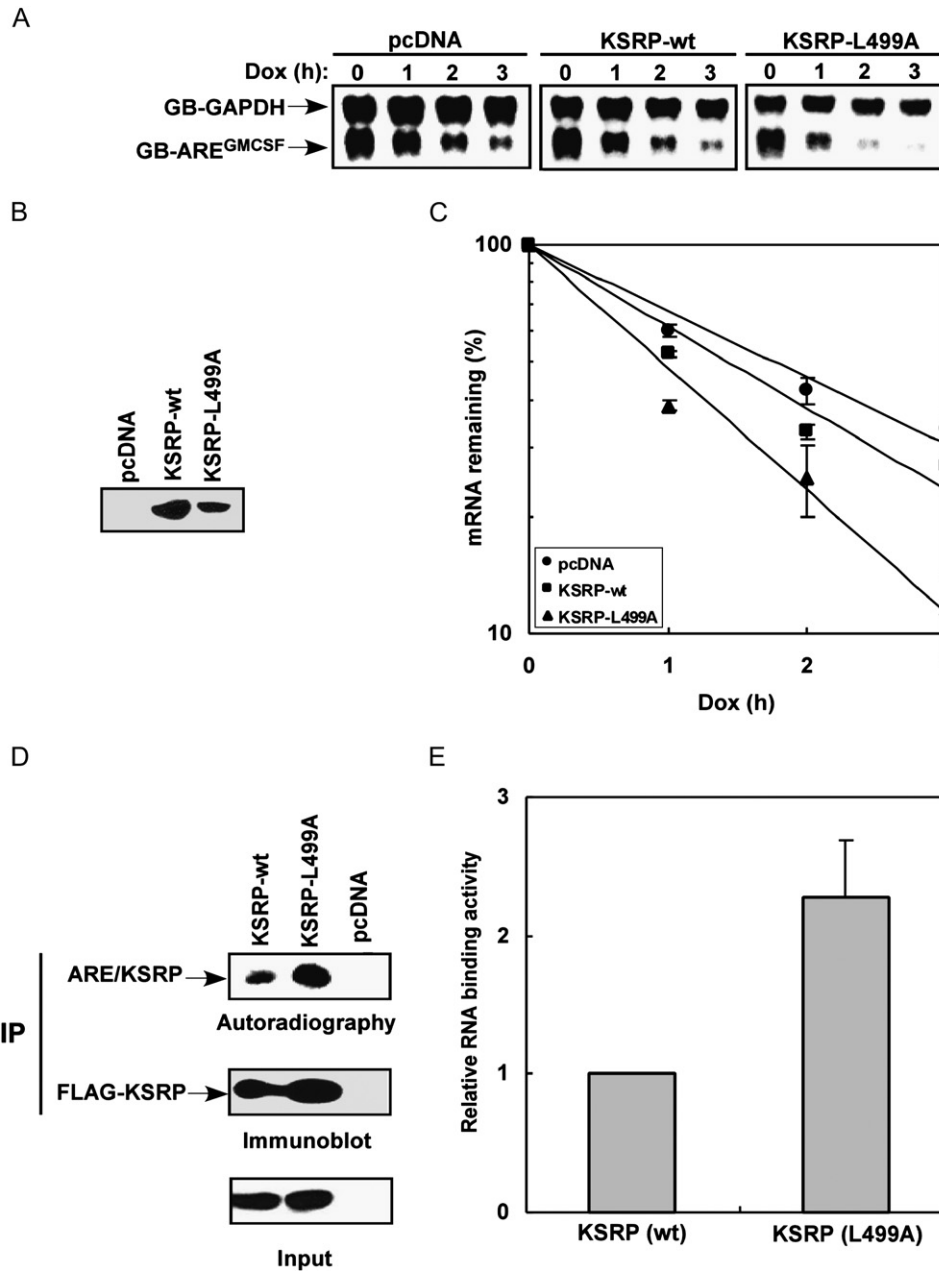 A
pcDNA KSRP-wt KSRP-L499A
Dox (h): 0 1 2 3 0 1 2 3 0 1 2 3
GB-GAPDH
GB-ARE^GMCSF
B
pcDNA
KSRP-wt
KSRP-L499A
C
100
10
mRNA remaining (%)
pcDNA
KSRP-wt
KSRP-L499A
0 1 2
Dox (h)
D
KSRP-wt
KSRP-L499A
pcDNA
IP
ARE/KSRP
Autoradiography
FLAG-KSRP
Immunoblot
Input
E
3
2
1
0
Relative RNA binding activity
KSRP (wt) KSRP (L499A)